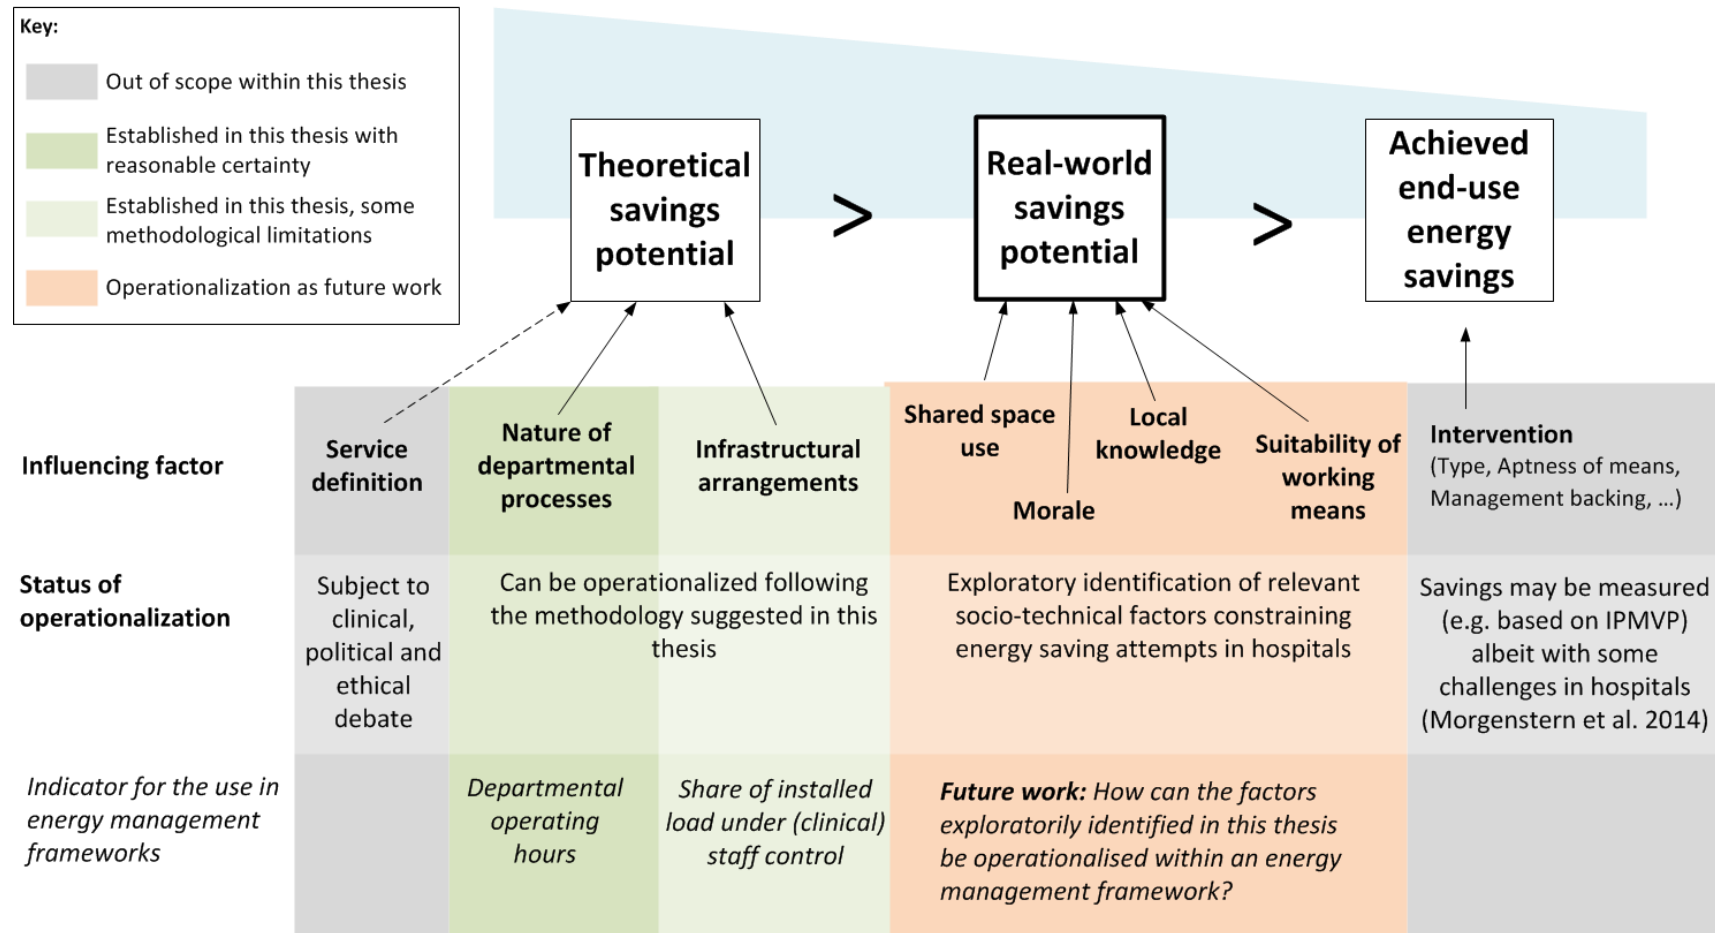 Key:
Out of scope within this thesis
Established in this thesis with
reasonable certainty
Established in this thesis, some
methodological limitations
Operationalization as future work
Theoretical
savings
potential
>
Real-world
savings
potential
>
Achieved
end-use
energy
savings
Influencing factor
Service
definition
Nature of
departmental
processes
Infrastructural
arrangements
Shared space
use
Morale
Local
knowledge
Suitability of
working
means
Intervention
(Type, Aptness of means,
Management backing, ...)
Status of
operationalization
Subject to
clinical,
political and
ethical
debate
Can be operationalized following
the methodology suggested in this
thesis
Exploratory identification of relevant
socio-technical factors constraining
energy saving attempts in hospitals
Savings may be measured
(e.g. based on IPMVP)
albeit with some
challenges in hospitals
(Morgenstern et al. 2014)
Indicator for the use in
energy management
frameworks
Departmental
operating
hours
Share of installed
load under (clinical)
staff control
Future work: How can the factors
exploratorily identified in this thesis
be operationalised within an energy
management framework?